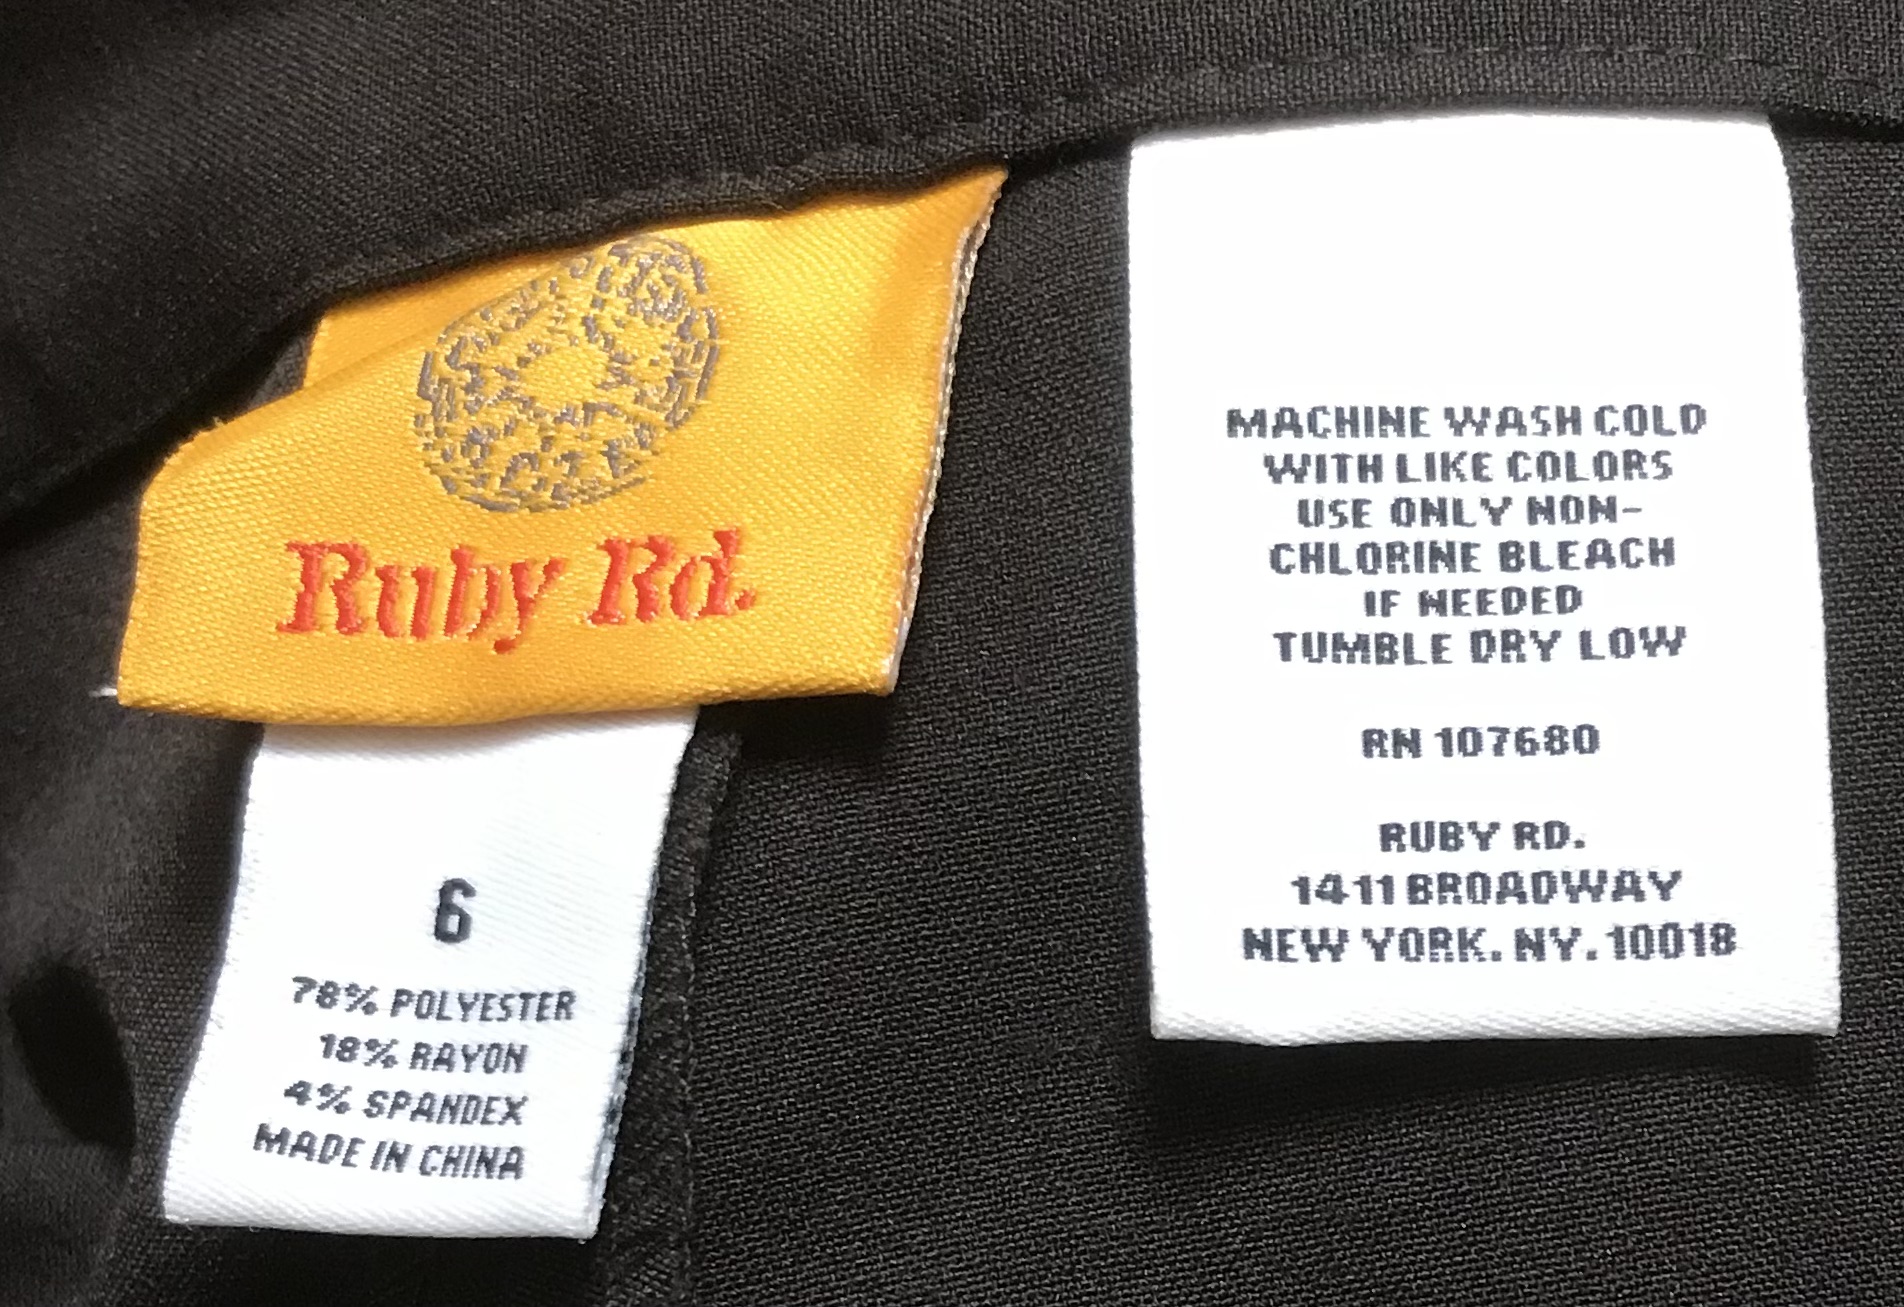 Ruby Rd.
6
78% POLYESTER
18% RAYON
4% SPANDEX
MADE IN CHINA
MACHINE WASH COLD
WITH LIKE COLORS
USE ONLY NON-
CHLORINE BLEACH
IF NEEDED
TUMBLE DRY LOW
RN 107680
RUBY RD.
1411 BROADWAY
NEW YORK. NY. 10018